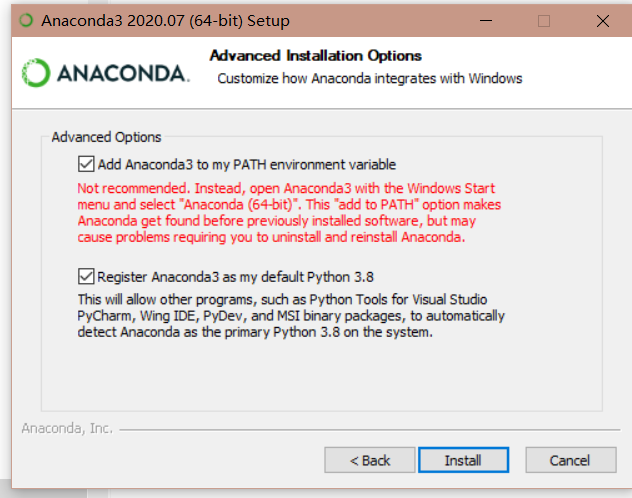 Anaconda3 2020.07 (64-bit) Setup
ANACONDA.
Advanced Installation Options
Customize how Anaconda integrates with Windows
Advanced Options
Add Anaconda3 to my PATH environment variable
Not recommended. Instead, open Anaconda3 with the Windows Start
menu and select "Anaconda (64-bit)". This "add to PATH" option makes
Anaconda get found before previously installed software, but may
cause problems requiring you to uninstall and reinstall Anaconda.
Register Anaconda3 as my default Python 3.8
This will allow other programs, such as Python Tools for Visual Studio
PyCharm, Wing IDE, PyDev, and MSI binary packages, to automatically
detect Anaconda as the primary Python 3.8 on the system.
Anaconda, Inc.
< Back
Install
Cancel